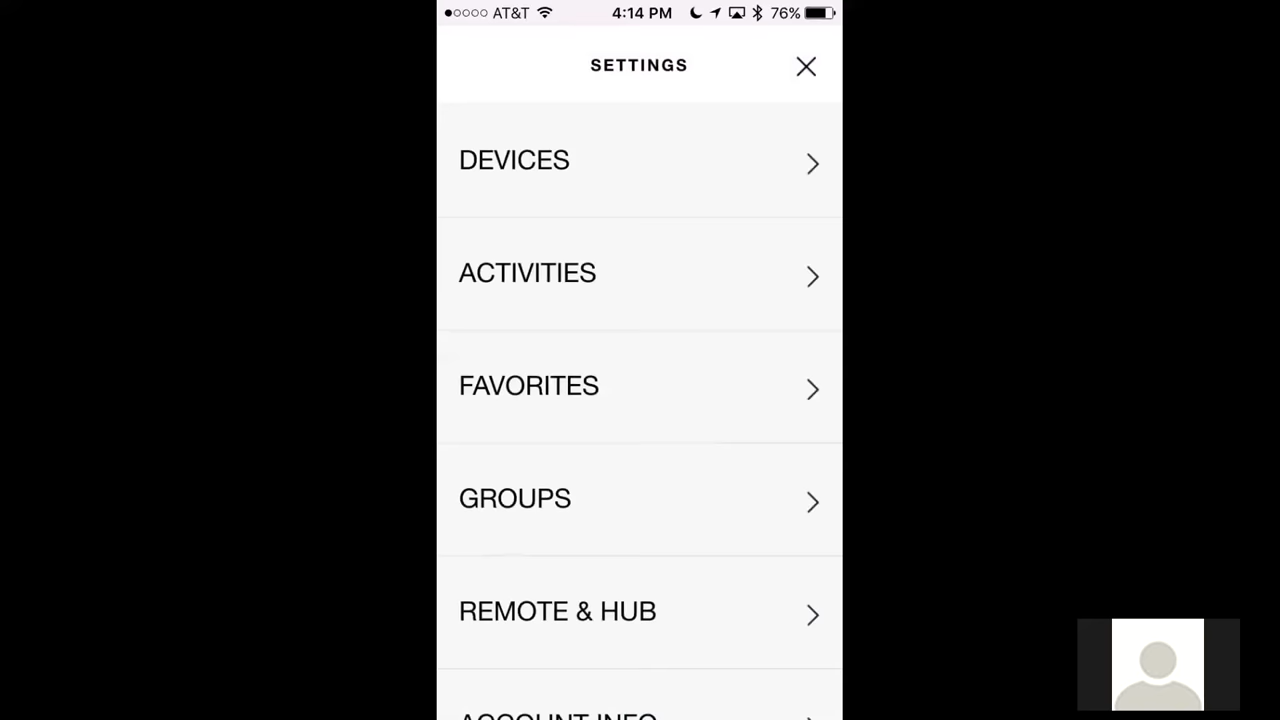 AT&T 4:14 PM 76%
SETTINGS
DEVICES
ACTIVITIES
FAVORITES
GROUPS
REMOTE & HUB
ACCOUNT INFO